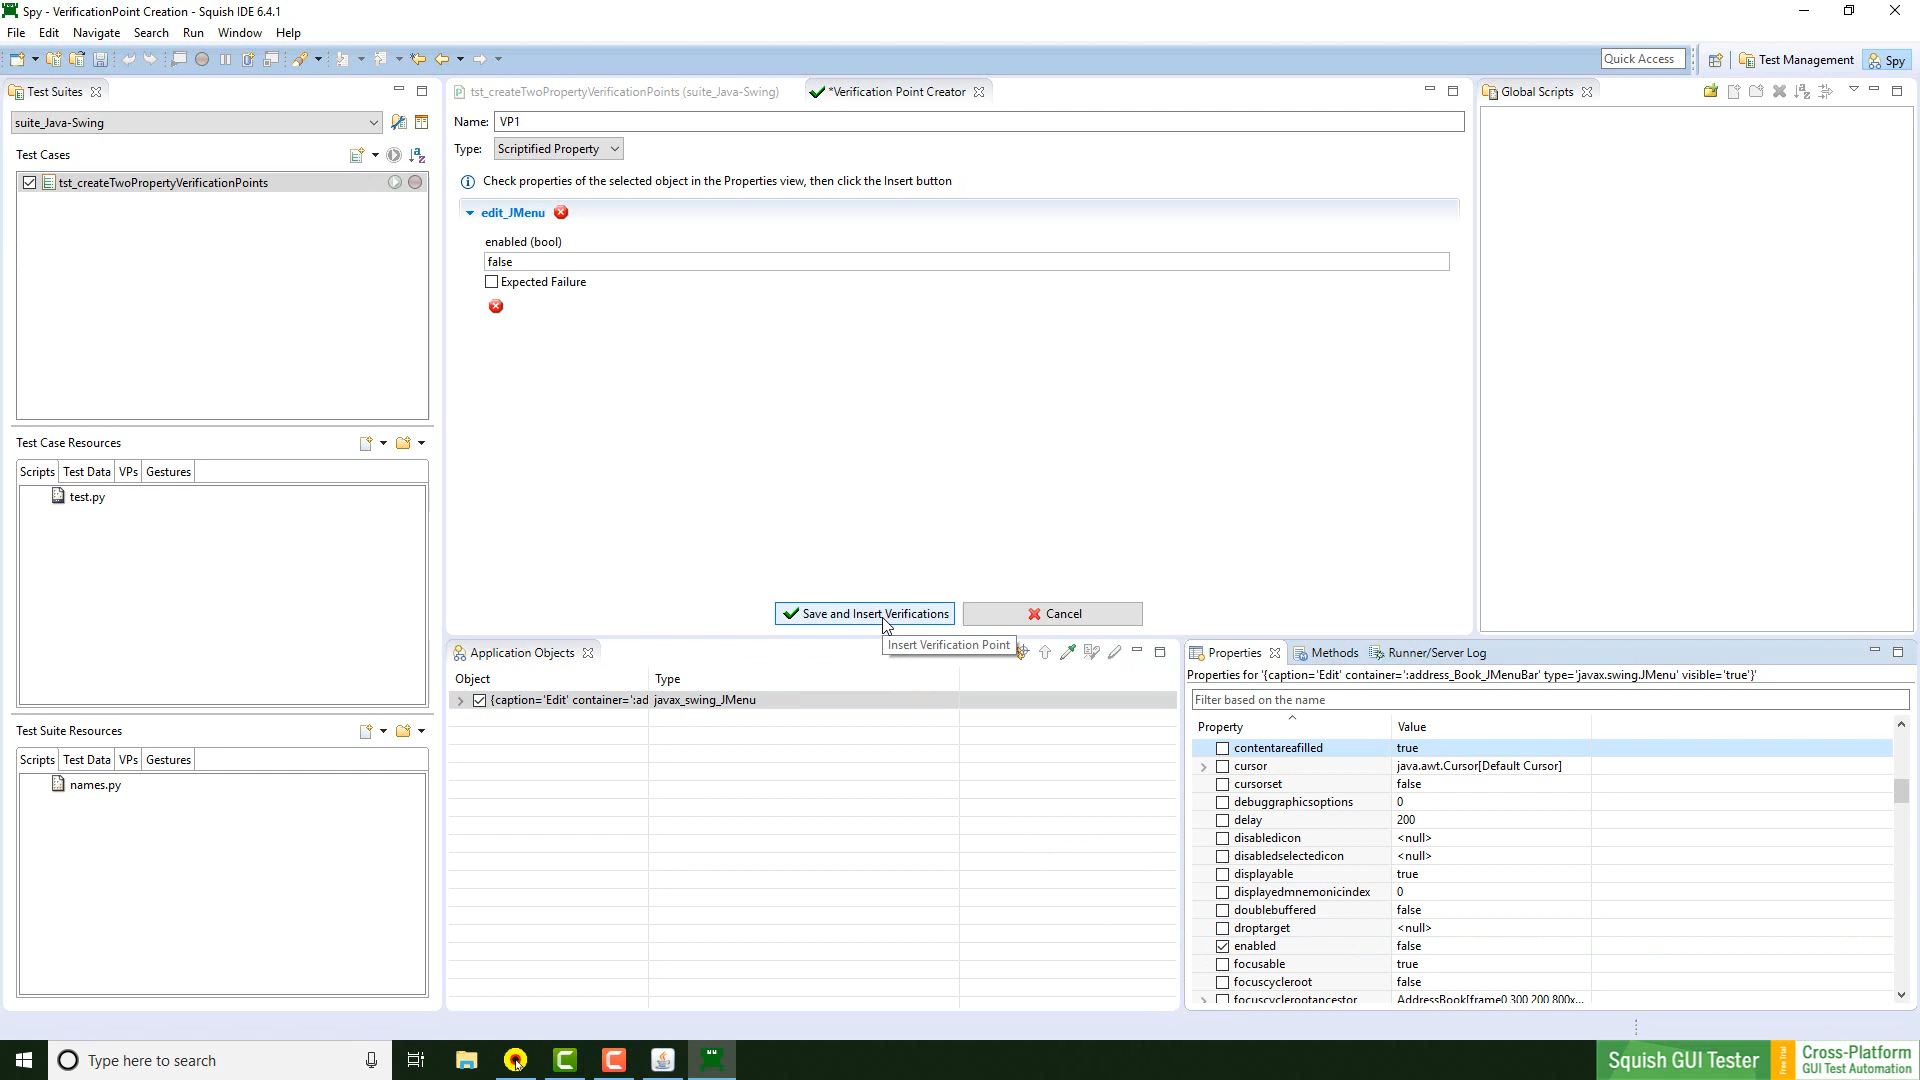 Spy - VerificationPoint Creation - Squish IDE 6.4.1
File Edit Navigate Search Run Window Help
Quick Access
Test Management
Spy
Test Suites
tst_createTwoPropertyVerificationPoints (suite_Java-Swing)
*Verification Point Creator
Global Scripts
suite_Java-Swing
Name: VP1
Type: Scriptified Property
Test Cases
tst_createTwoPropertyVerificationPoints
Check properties of the selected object in the Properties view, then click the Insert button
edit_JMenu
enabled (bool)
false
Expected Failure
Test Case Resources
Scripts Test Data VPs Gestures
test.py
Save and Insert Verifications
Cancel
Insert Verification Point
Application Objects
Object Type
{caption='Edit' container=':ad javax_swing_JMenu
Properties
Methods
Runner/Server Log
Properties for '{caption='Edit' container=':address_Book_JMenuBar' type='javax.swing.JMenu' visible='true'}'
Filter based on the name
Property Value
contentareafilled true
cursor java.awt.Cursor[Default Cursor]
cursorset false
debuggraphicsoptions 0
delay 200
disabledicon <null>
disabledselectedicon <null>
displayable true
displayedmnemonicindex 0
doublebuffered false
droptarget <null>
enabled false
focusable true
focuscycleroot false
focuscyclerootancestor AddressBook[frame0,300,200,800x...
Test Suite Resources
Scripts Test Data VPs Gestures
names.py
Type here to search
Squish GUI Tester
Free Trial
Cross-Platform
GUI Test Automation